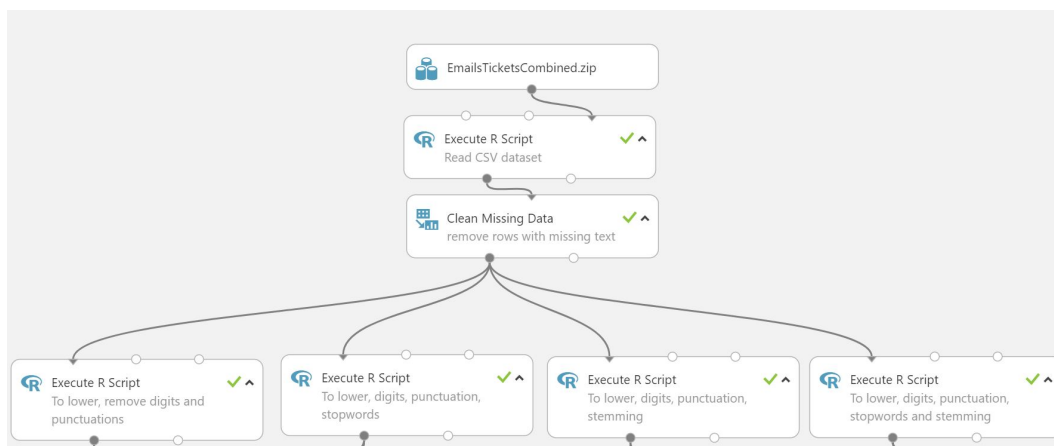 EmailsTicketsCombined.zip
Execute R Script
Read CSV dataset
Clean Missing Data
remove rows with missing text
Execute R Script
To lower, remove digits and
punctuations
Execute R Script
To lower, digits, punctuation,
stopwords
Execute R Script
To lower, digits, punctuation,
stemming
Execute R Script
To lower, digits, punctuation,
stopwords and stemming